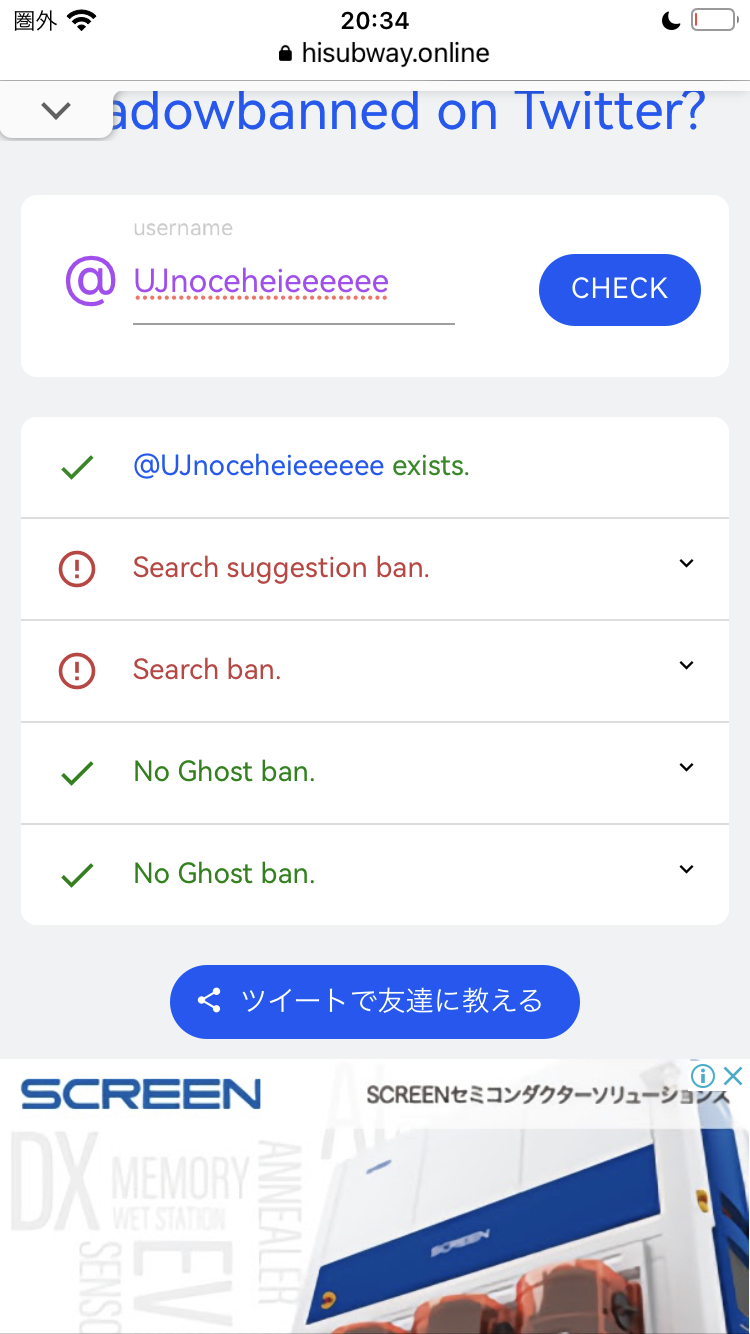 圏外 20:34
hisubway.online
adowbanned on Twitter?
username
@ UJnoceheieeeeee
CHECK
@UJnoceheieeeeee exists.
Search suggestion ban.
Search ban.
No Ghost ban.
No Ghost ban.
ツイートで友達に教える
SCREEN
SCREENセミコンダクターソリューションズ
DX
MEMORY
WET STATION
ANNEALER
AI
SENSO
EV
SCREEN